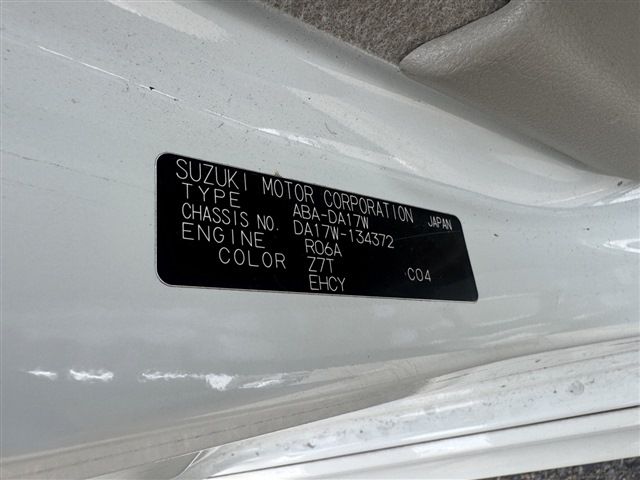 SUZUKI MOTOR CORPORATION JAPAN
TYPE ABA-DA17W
CHASSIS NO. DA17W-134372
ENGINE R06A
COLOR Z7T C04
EHCY